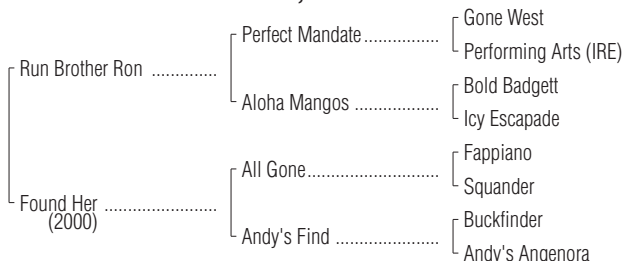 Gone West
Perfect Mandate................
Performing Arts (IRE)
Run Brother Ron ..............
Bold Badgett
Aloha Mangos ..................
Icy Escapade
Fappiano
All Gone............................
Squander
Found Her ........................
(2000)
Buckfinder
Andy's Find ......................
Andy's Angenora